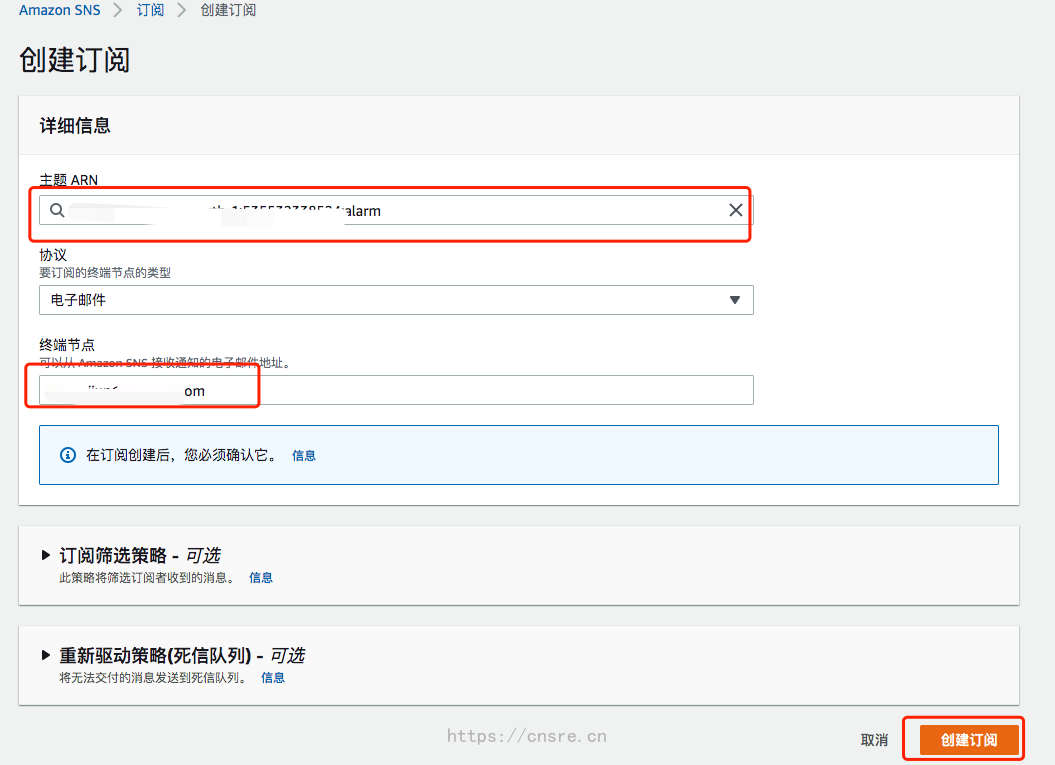 Amazon SNS > 订阅 > 创建订阅
创建订阅
详细信息
主题 ARN
alarm
协议
要订阅的终端节点的类型
电子邮件
终端节点
可以从 Amazon SNS 接收通知的电子邮件地址。
om
在订阅创建后，您必须确认它。 信息
订阅筛选策略 - 可选
此策略将筛选订阅者收到的消息。 信息
重新驱动策略(死信队列) - 可选
将无法交付的消息发送到死信队列。 信息
https://cnsre.cn
取消 创建订阅